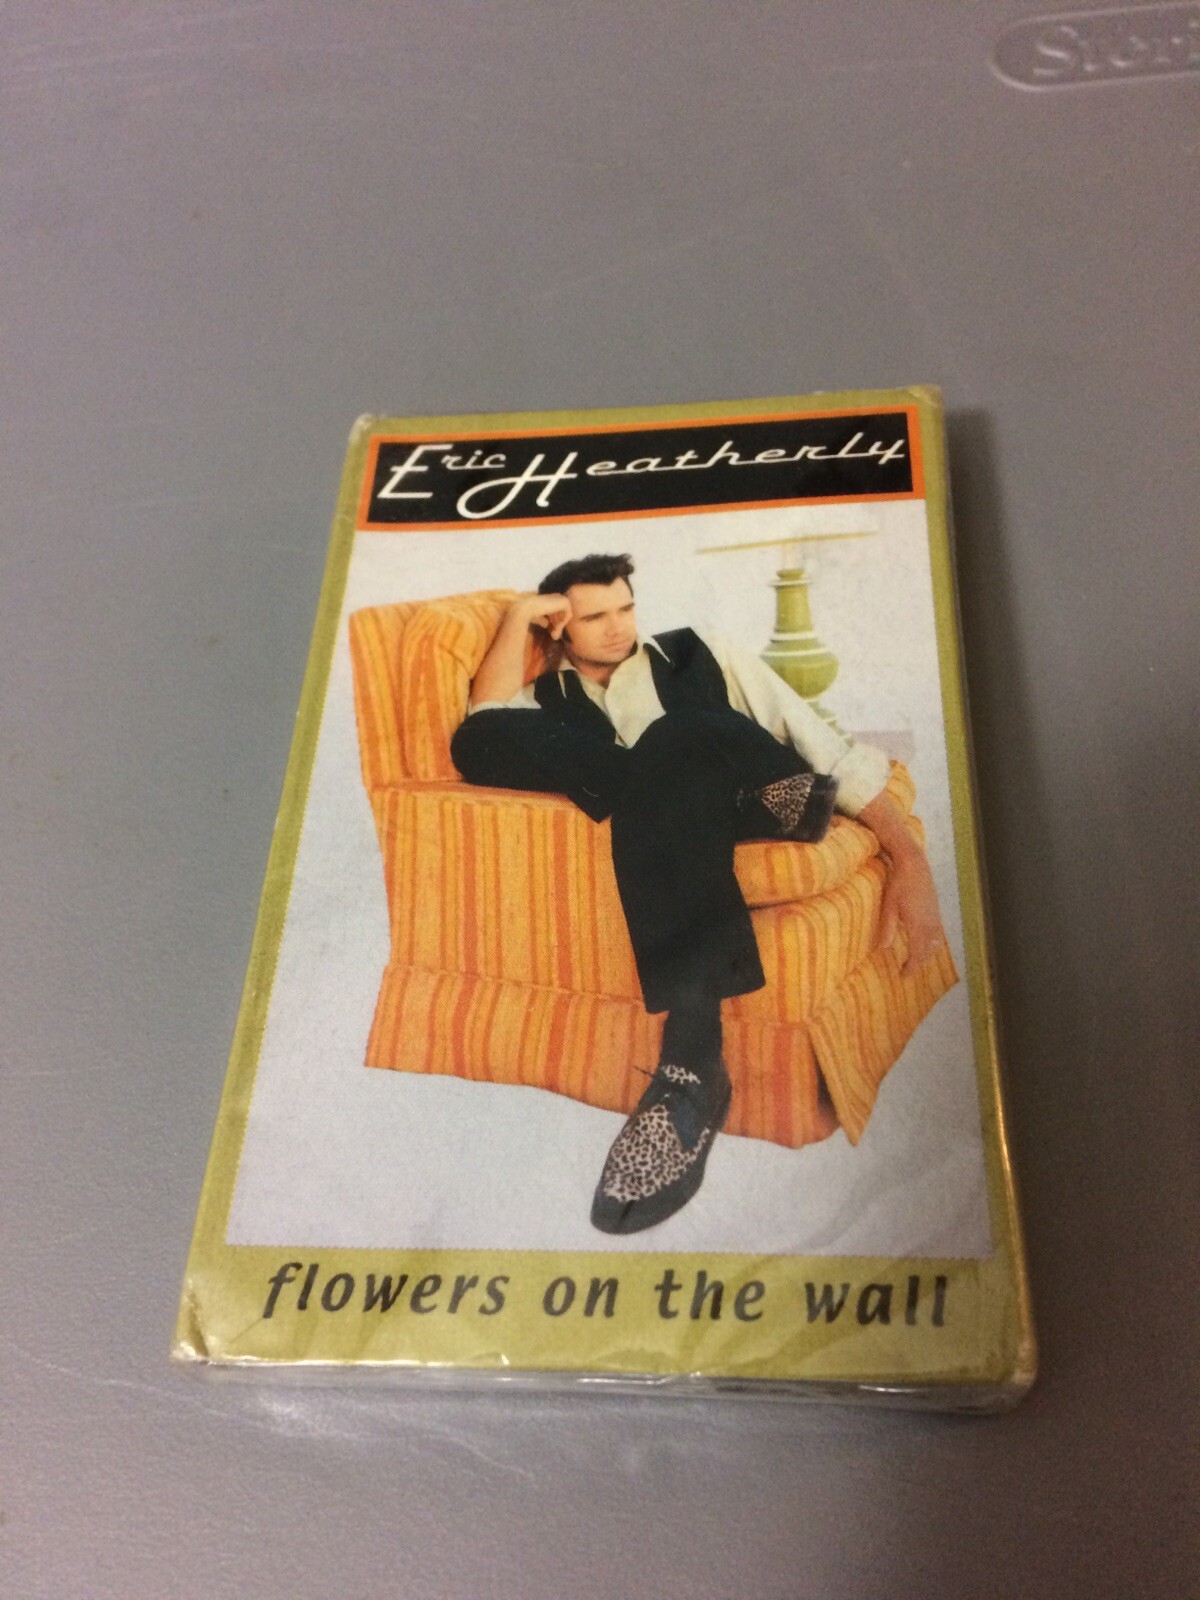 Eric Heatherly
flowers on the wall